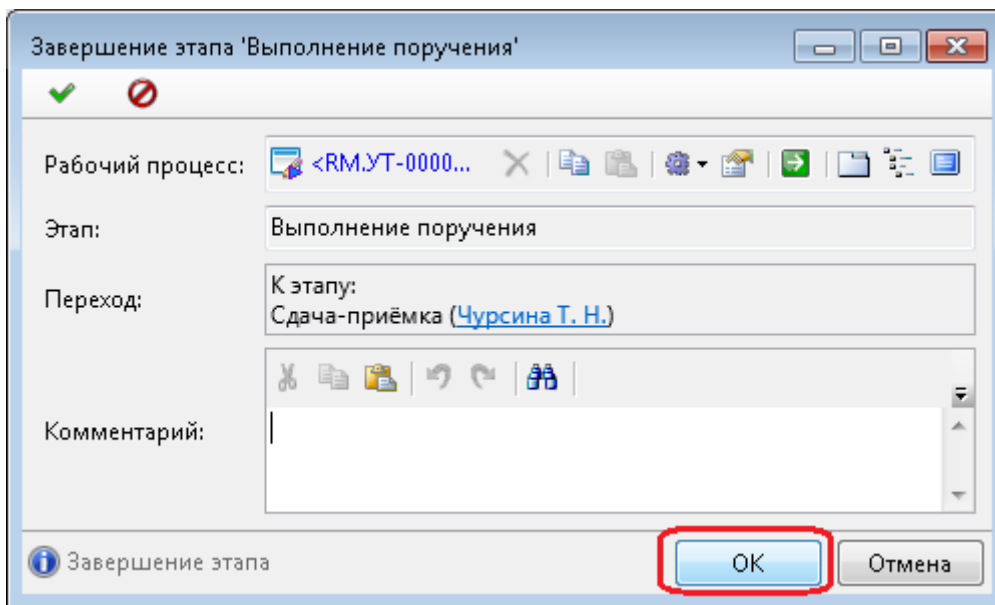 Завершение этапа 'Выполнение поручения'
Рабочий процесс: <RM.УТ-0000...
Этап: Выполнение поручения
Переход: К этапу:
Сдача-приёмка (Чурсина Т. Н.)
Комментарий:
Завершение этапа OK Отмена